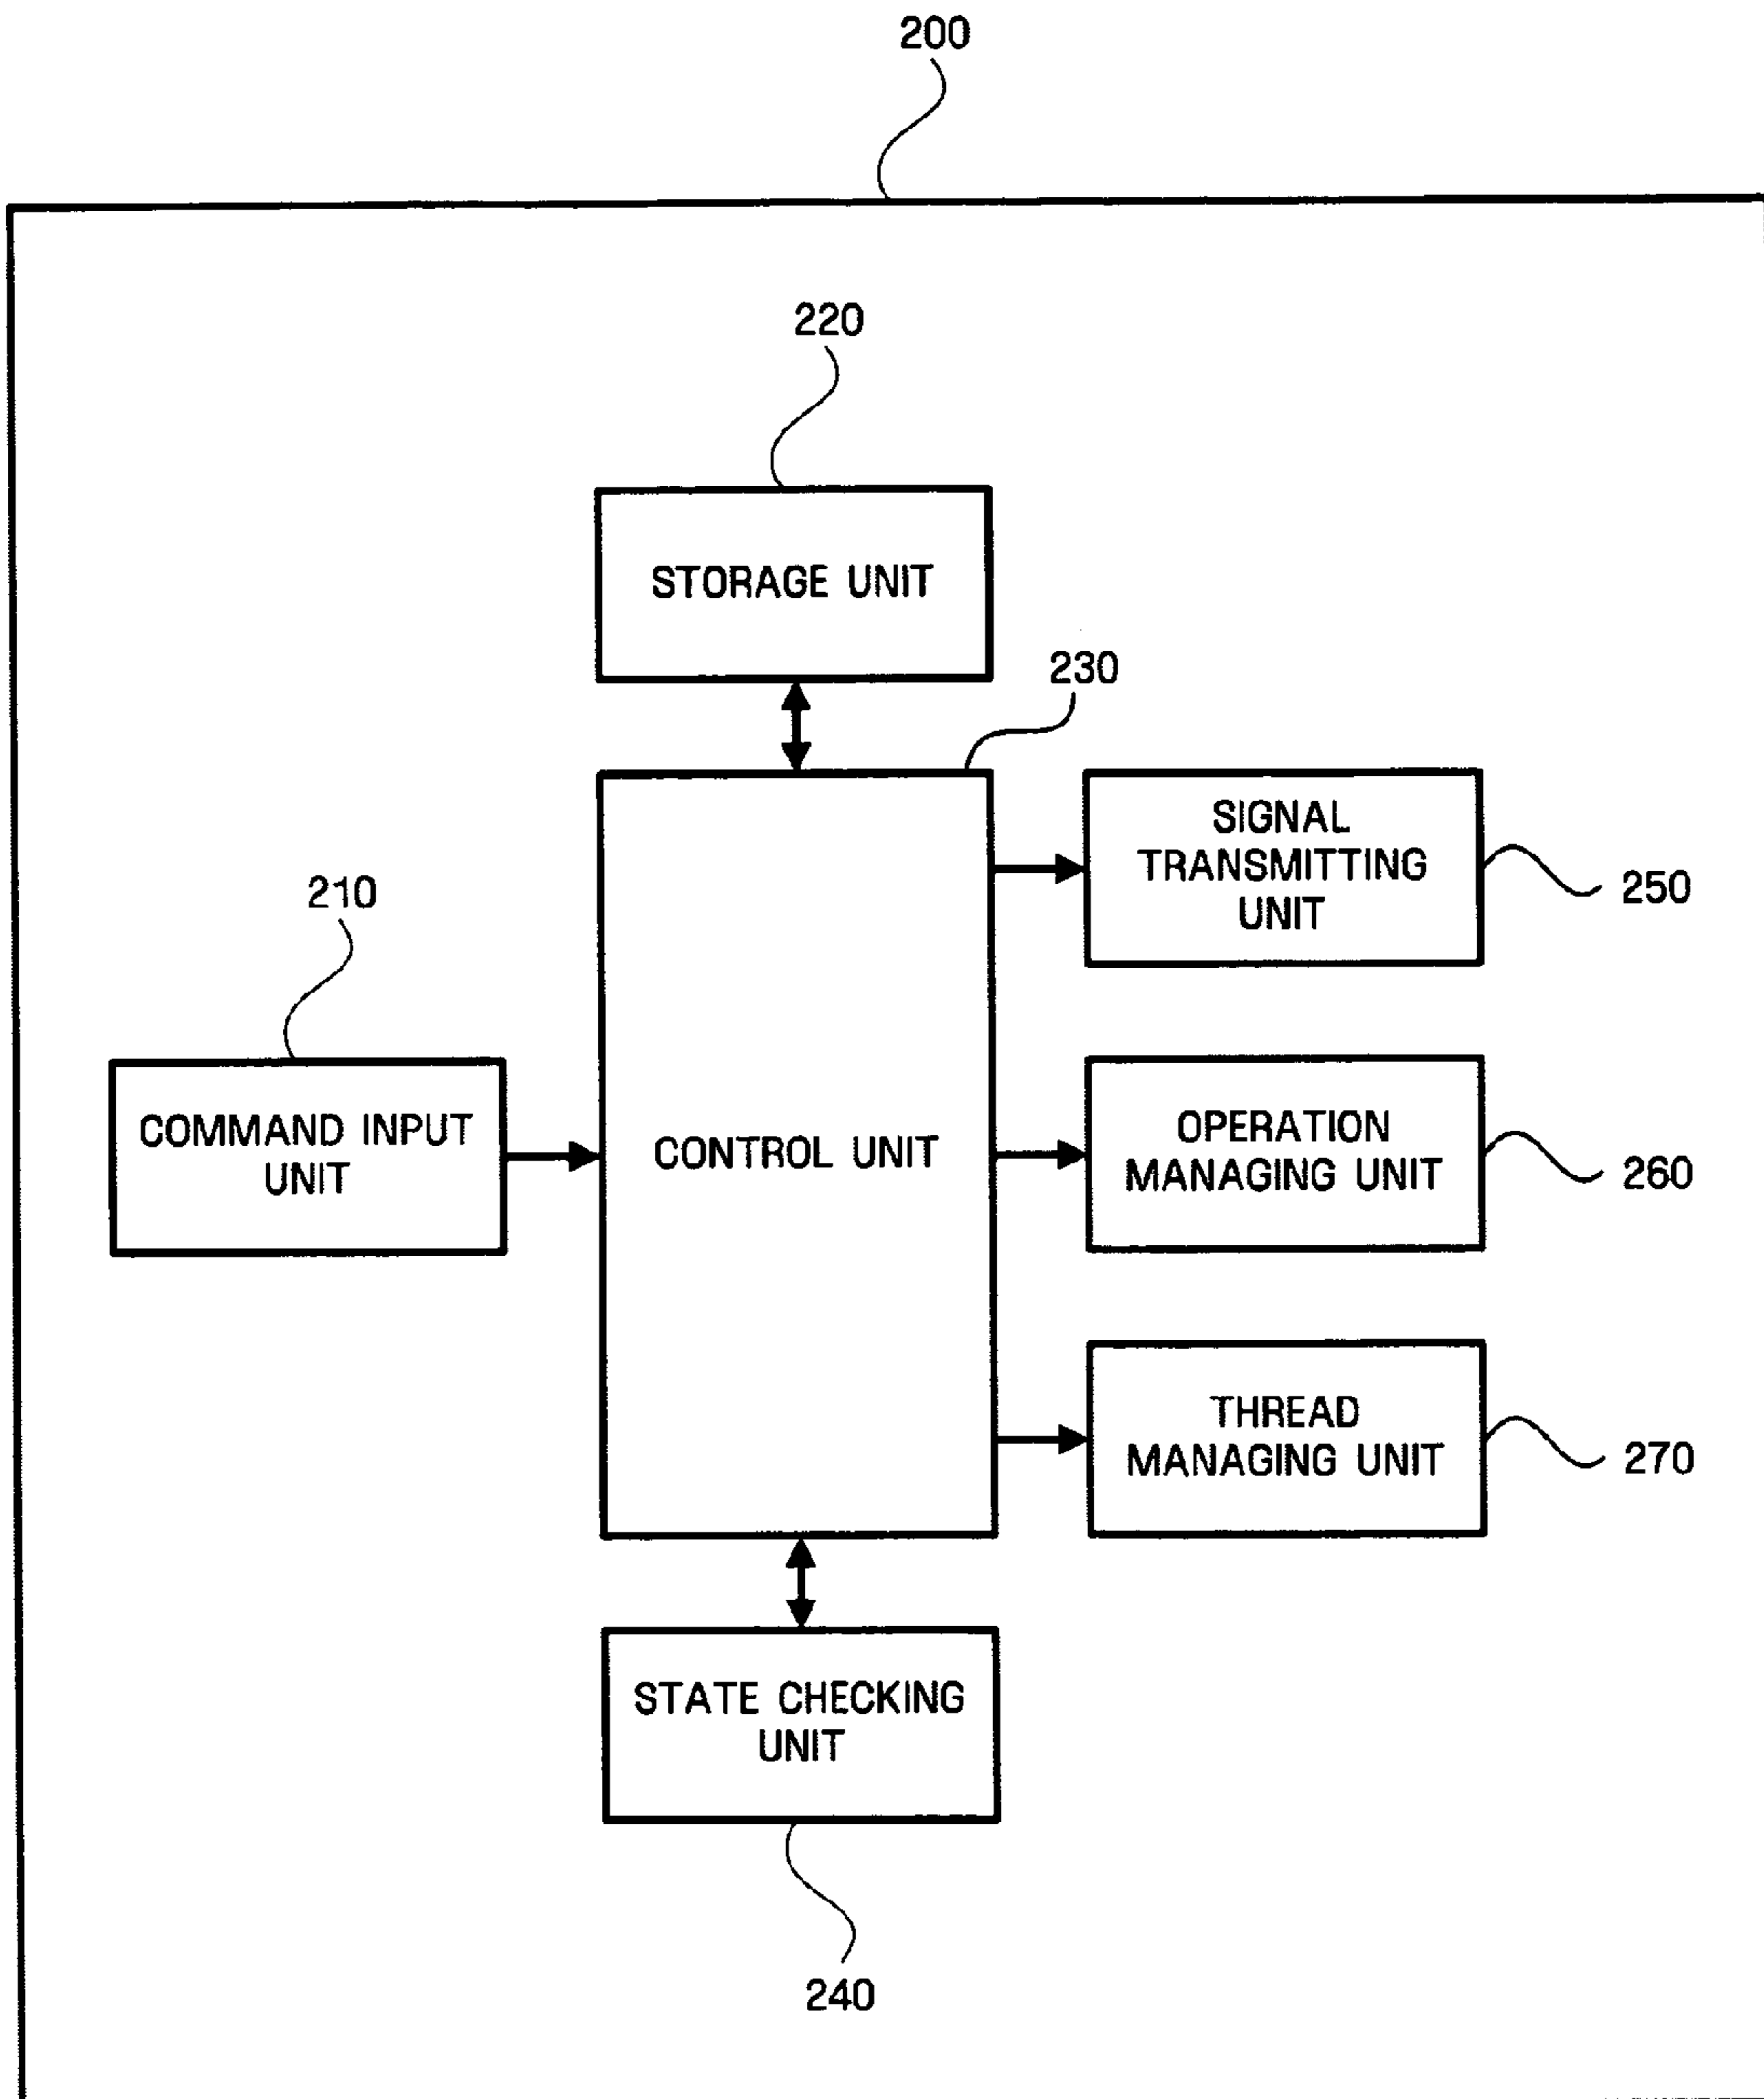 200
220
STORAGE UNIT
230
SIGNAL
TRANSMITTING
UNIT
250
210
COMMAND INPUT
UNIT
CONTROL UNIT
OPERATION
MANAGING UNIT
260
THREAD
MANAGING UNIT
270
STATE CHECKING
UNIT
240